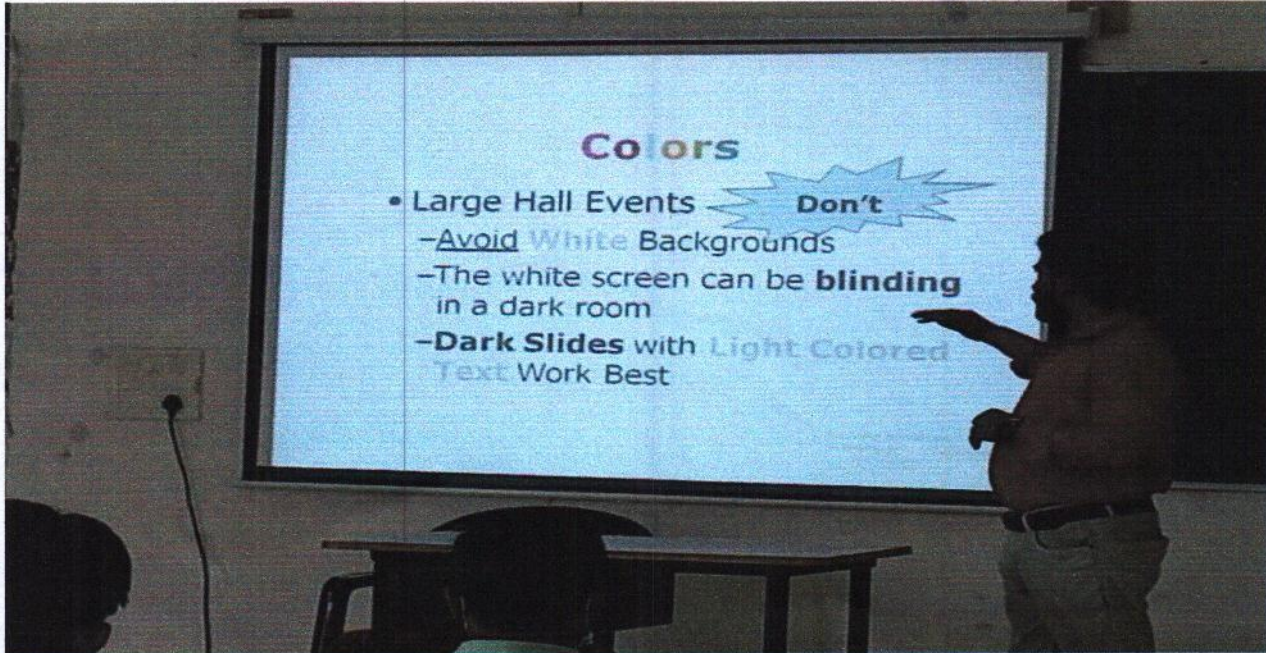 Colors
• Large Hall Events
Don't
–Avoid White Backgrounds
–The white screen can be blinding
in a dark room
–Dark Slides with Light Colored
Text Work Best